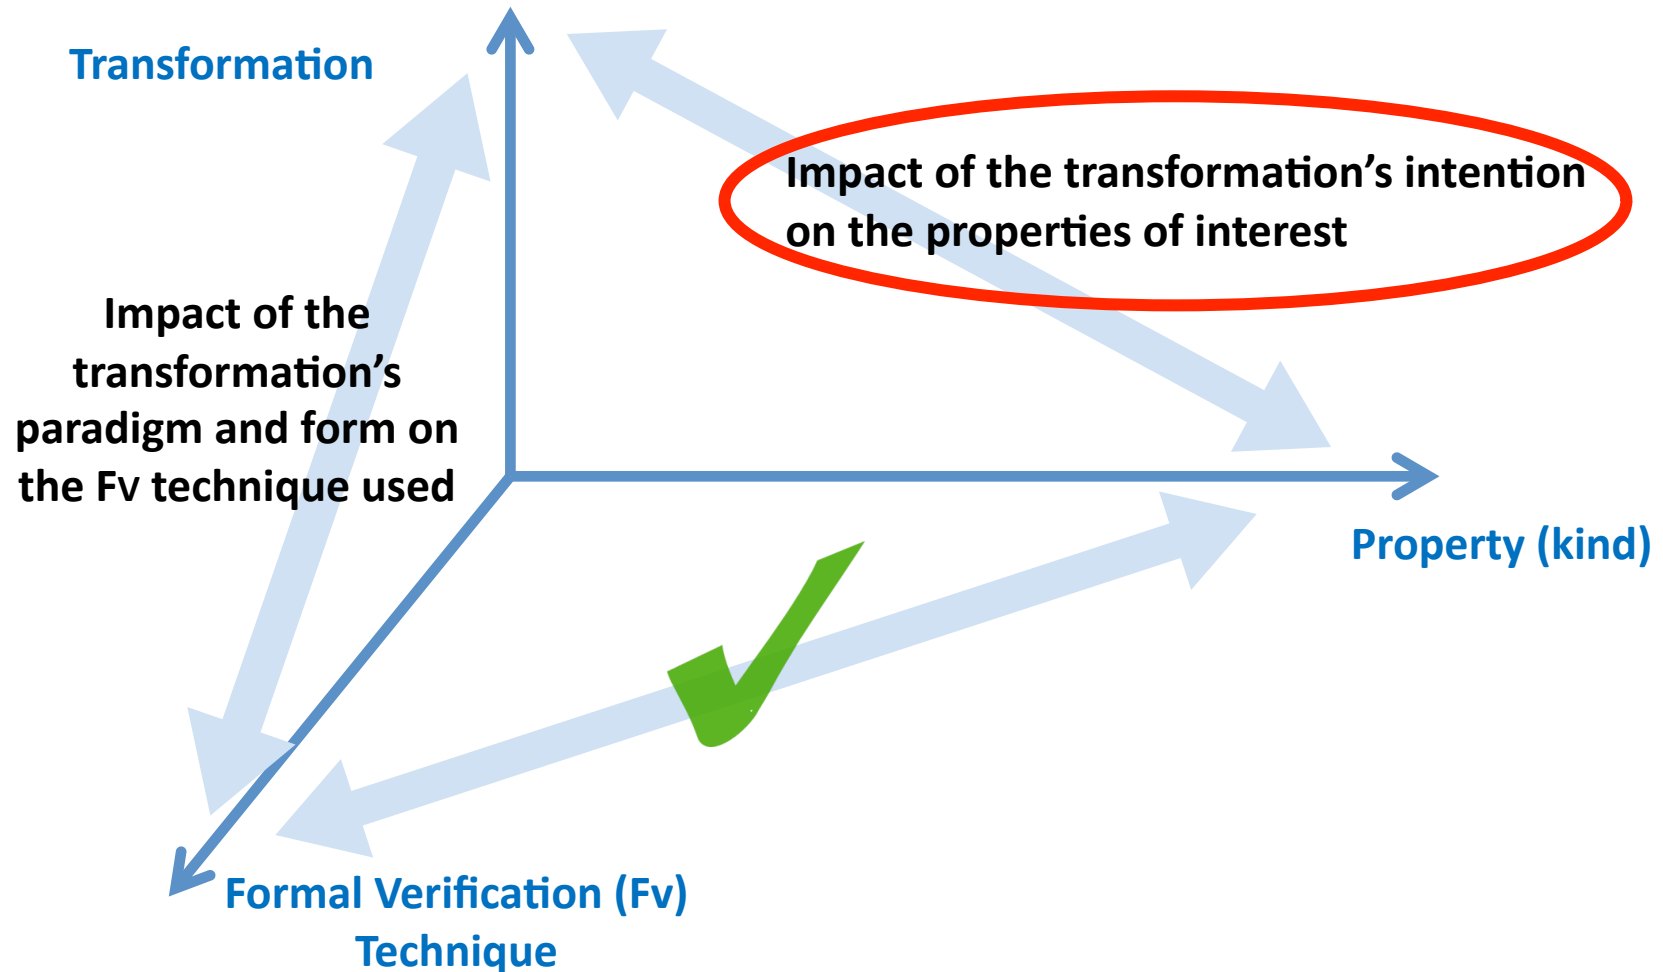 Transformation
Impact of the transformation’s intention
on the properties of interest
Impact of the
transformation’s
paradigm and form on
the Fv technique used
Property (kind)
Formal Verification (Fv)
Technique